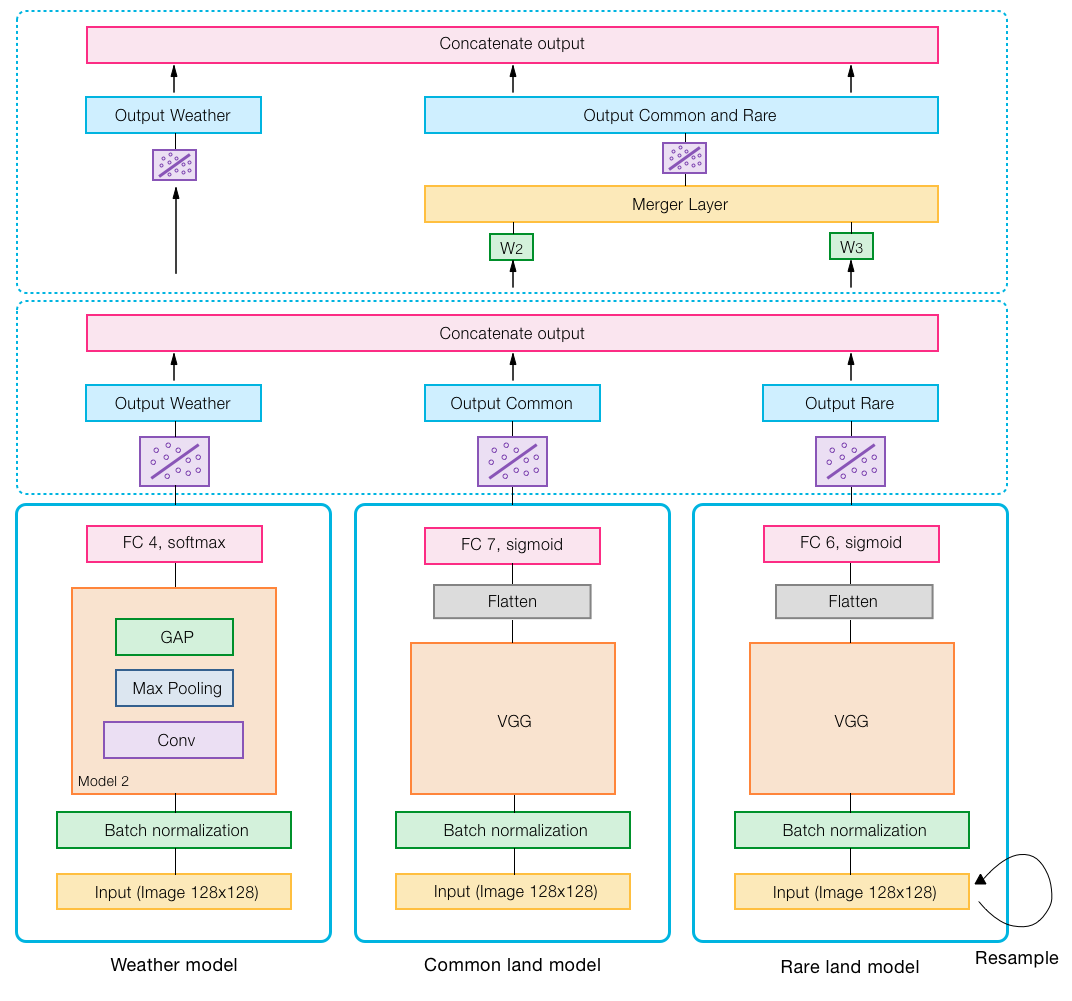 Concatenate output
Output Weather
Output Common and Rare
Merger Layer
W2
W3
Concatenate output
Output Weather
Output Common
Output Rare
FC 4, softmax
FC 7, sigmoid
FC 6, sigmoid
Flatten
Flatten
GAP
Max Pooling
Conv
Model 2
VGG
VGG
Batch normalization
Batch normalization
Batch normalization
Input (Image 128x128)
Input (Image 128x128)
Input (Image 128x128)
Weather model
Common land model
Rare land model
Resample